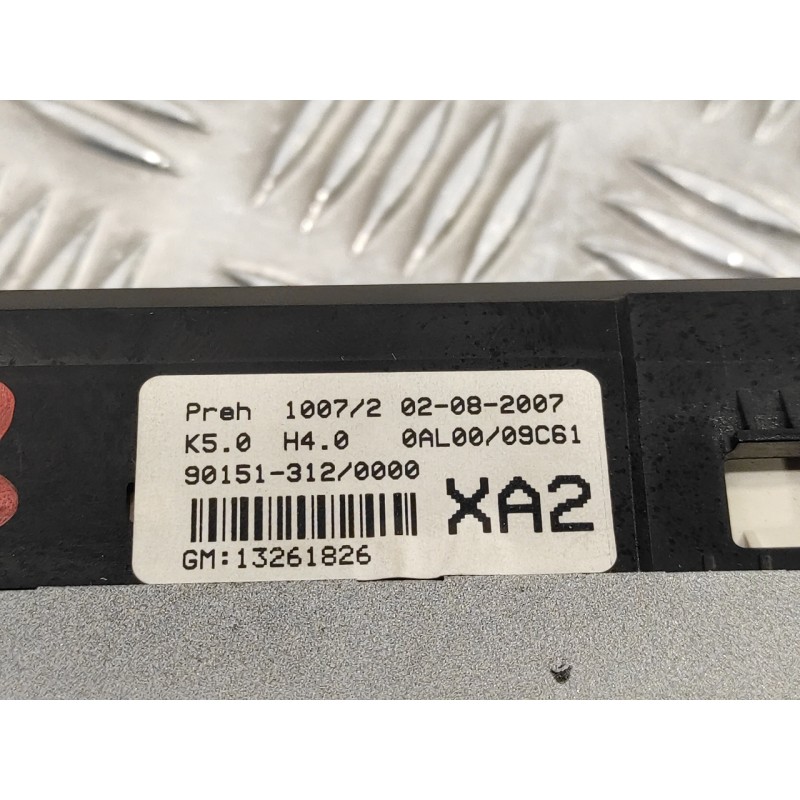 Preh 1007/2 02-08-2007
K5.0 H4.0 0AL00/09C61
90151-312/0000
XA2
GM:13261826